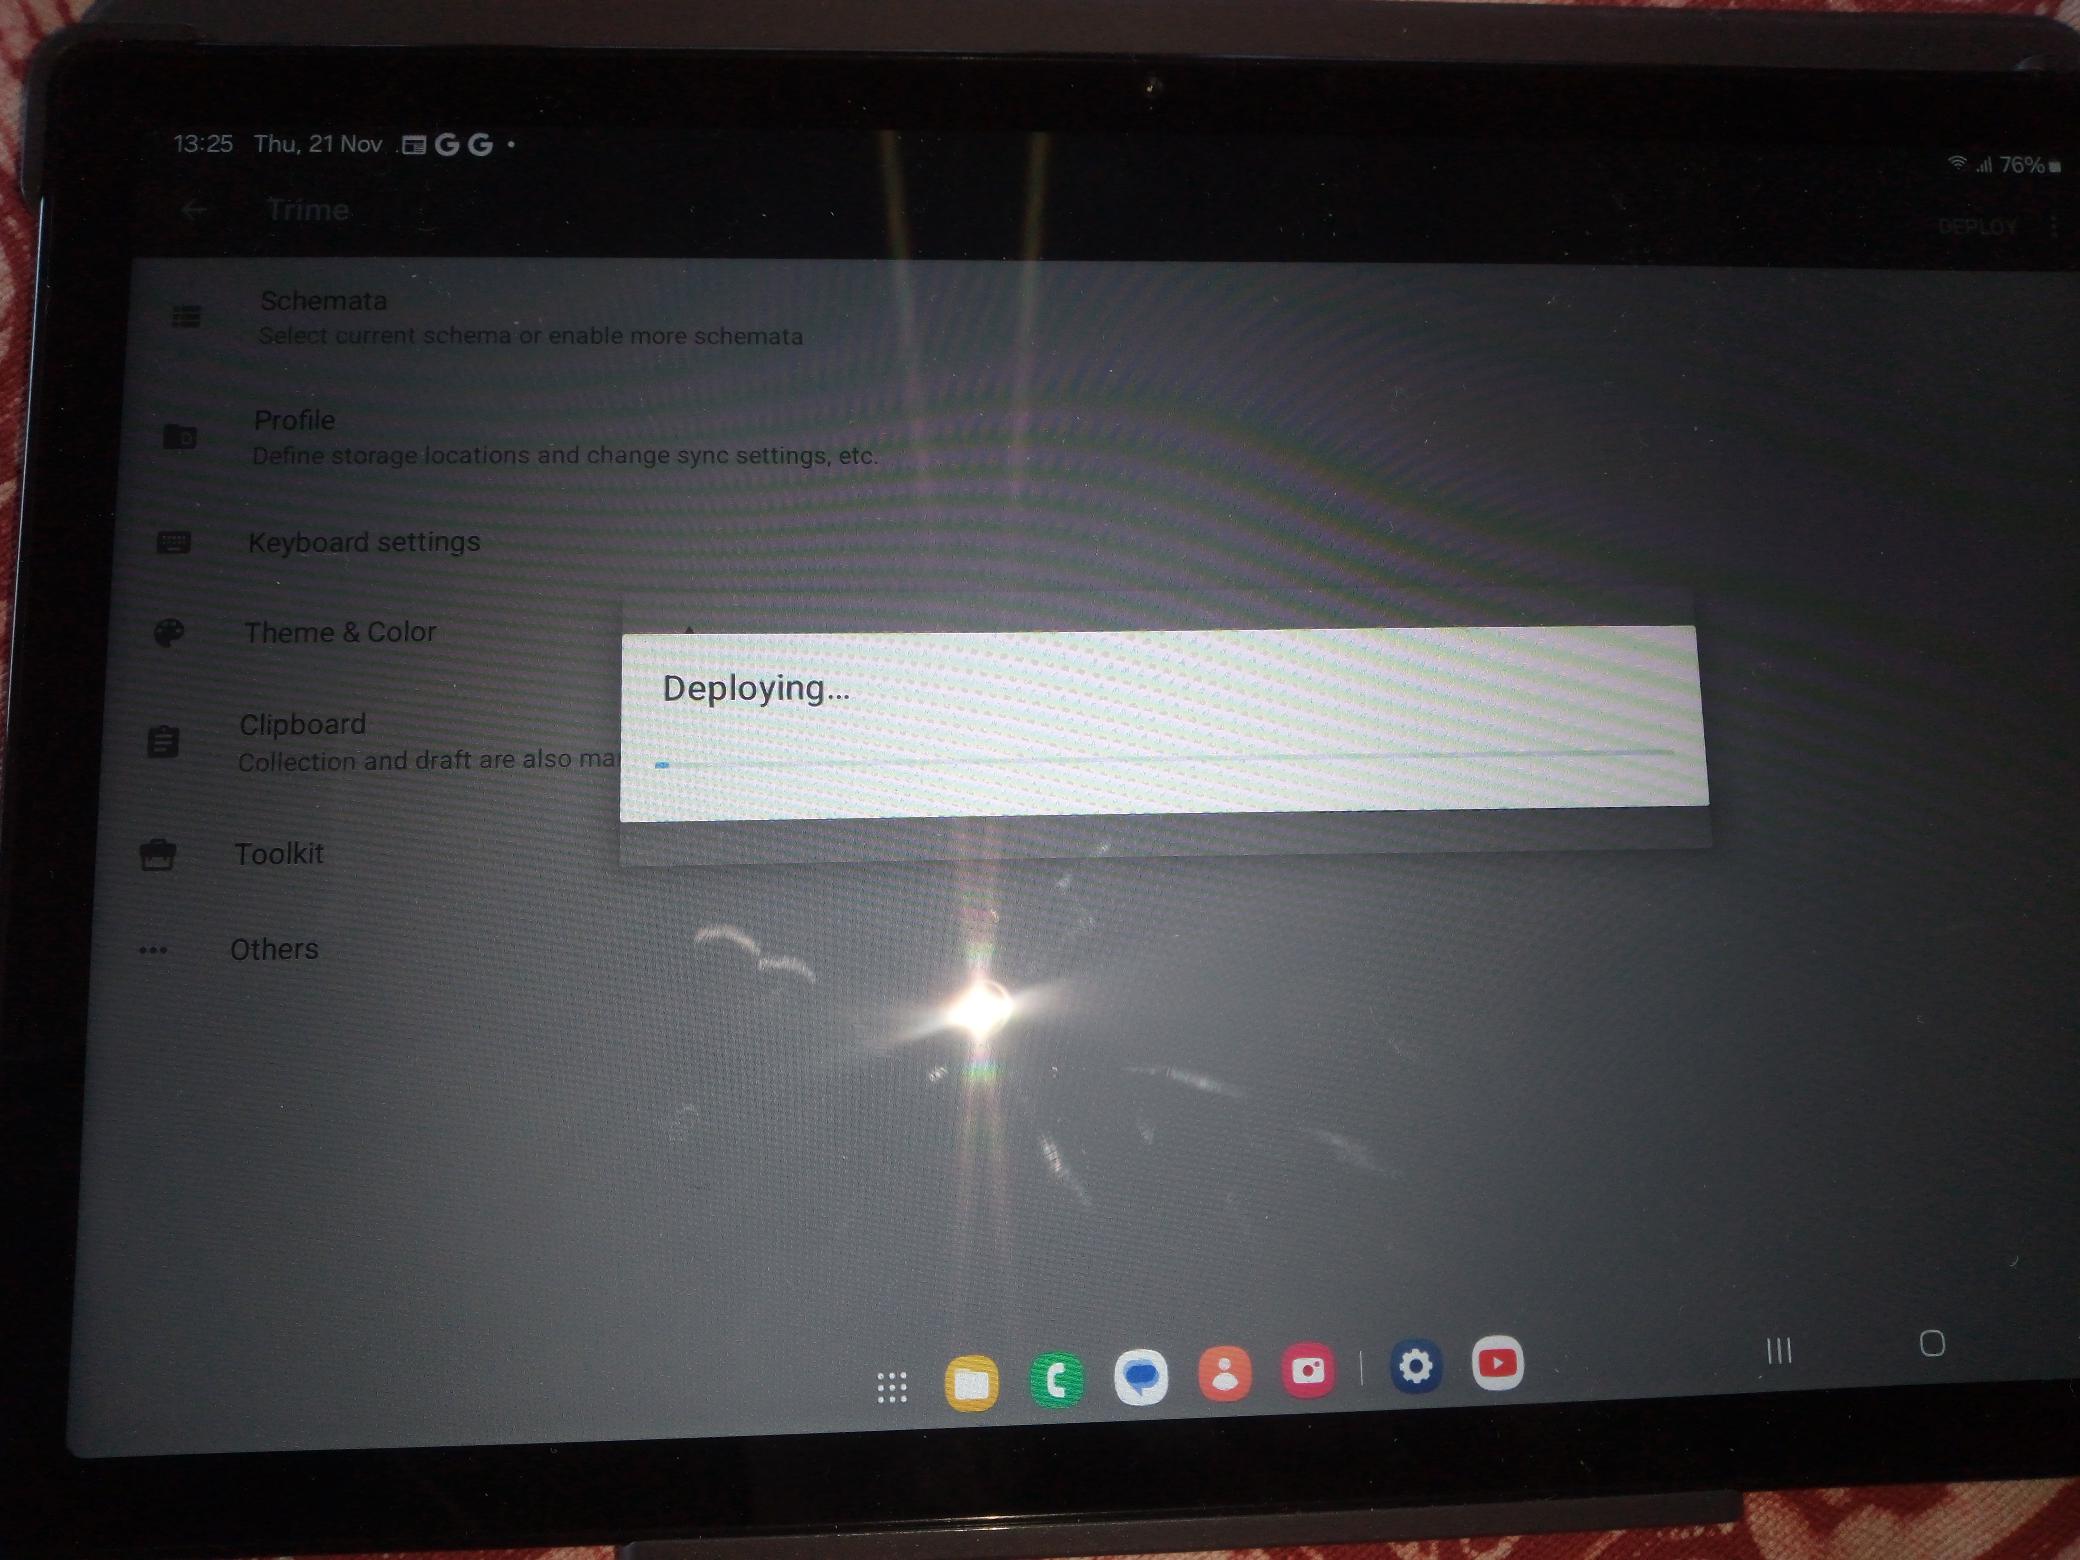 13:25 Thu, 21 Nov G G •
76%
Trime
DEPLOY
Schemata
Select current schema or enable more schemata
Profile
Define storage locations and change sync settings, etc.
Keyboard settings
Theme & Color
Deploying...
Clipboard
Collection and draft are also ma
Toolkit
Others